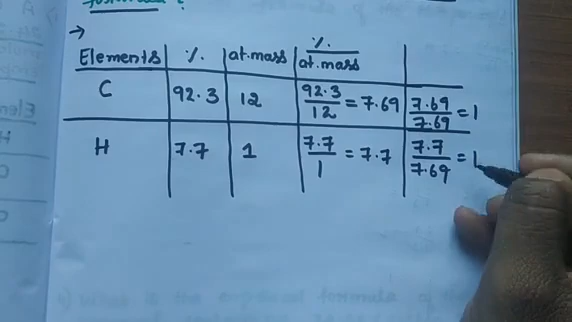 formula ?
→
Elements % at.mass %/at.mass
C 92.3 12 92.3/12 = 7.69 7.69/7.69 = 1
H 7.7 1 7.7/1 = 7.7 7.7/7.69 = 1